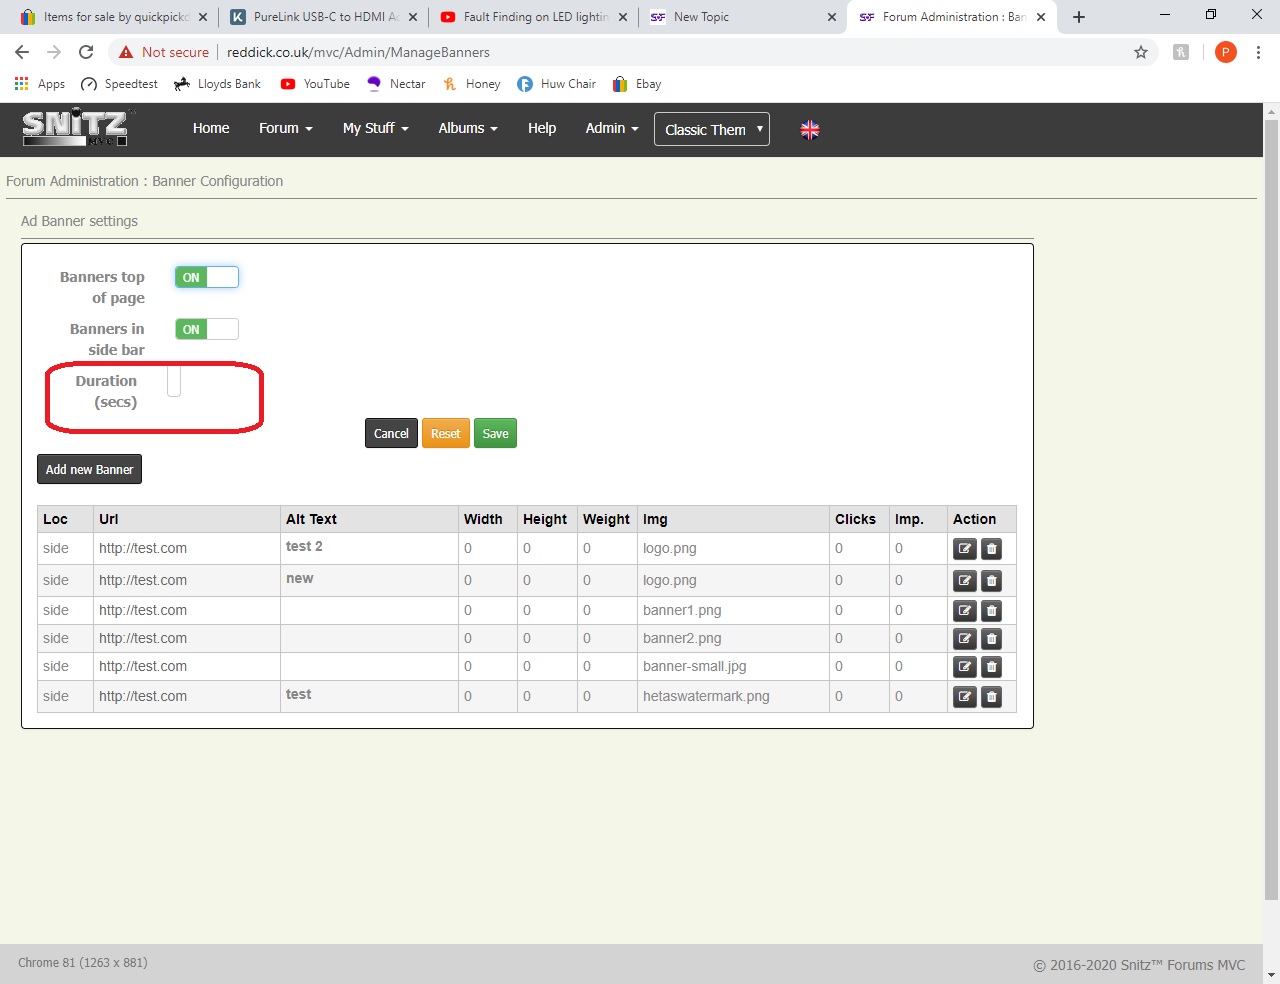 Items for sale by quickpickd
PureLink USB-C to HDMI Ad
Fault Finding on LED lightin
New Topic
Forum Administration : Ban
Not secure
reddick.co.uk/mvc/Admin/ManageBanners
P
Apps
Speedtest
Lloyds Bank
YouTube
Nectar
Honey
Huw Chair
Ebay
SNiTZ
MVC
Home
Forum
My Stuff
Albums
Help
Admin
Classic Them
Forum Administration : Banner Configuration
Ad Banner settings
Banners top
of page
ON
Banners in
side bar
ON
Duration
(secs)
Cancel Reset Save
Add new Banner
Loc Url Alt Text Width Height Weight Img Clicks Imp. Action
side http://test.com test 2 0 0 0 logo.png 0 0
side http://test.com new 0 0 0 logo.png 0 0
side http://test.com 0 0 0 banner1.png 0 0
side http://test.com 0 0 0 banner2.png 0 0
side http://test.com 0 0 0 banner-small.jpg 0 0
side http://test.com test 0 0 0 hetaswatermark.png 0 0
Chrome 81 (1263 x 881)
© 2016-2020 Snitz™ Forums MVC